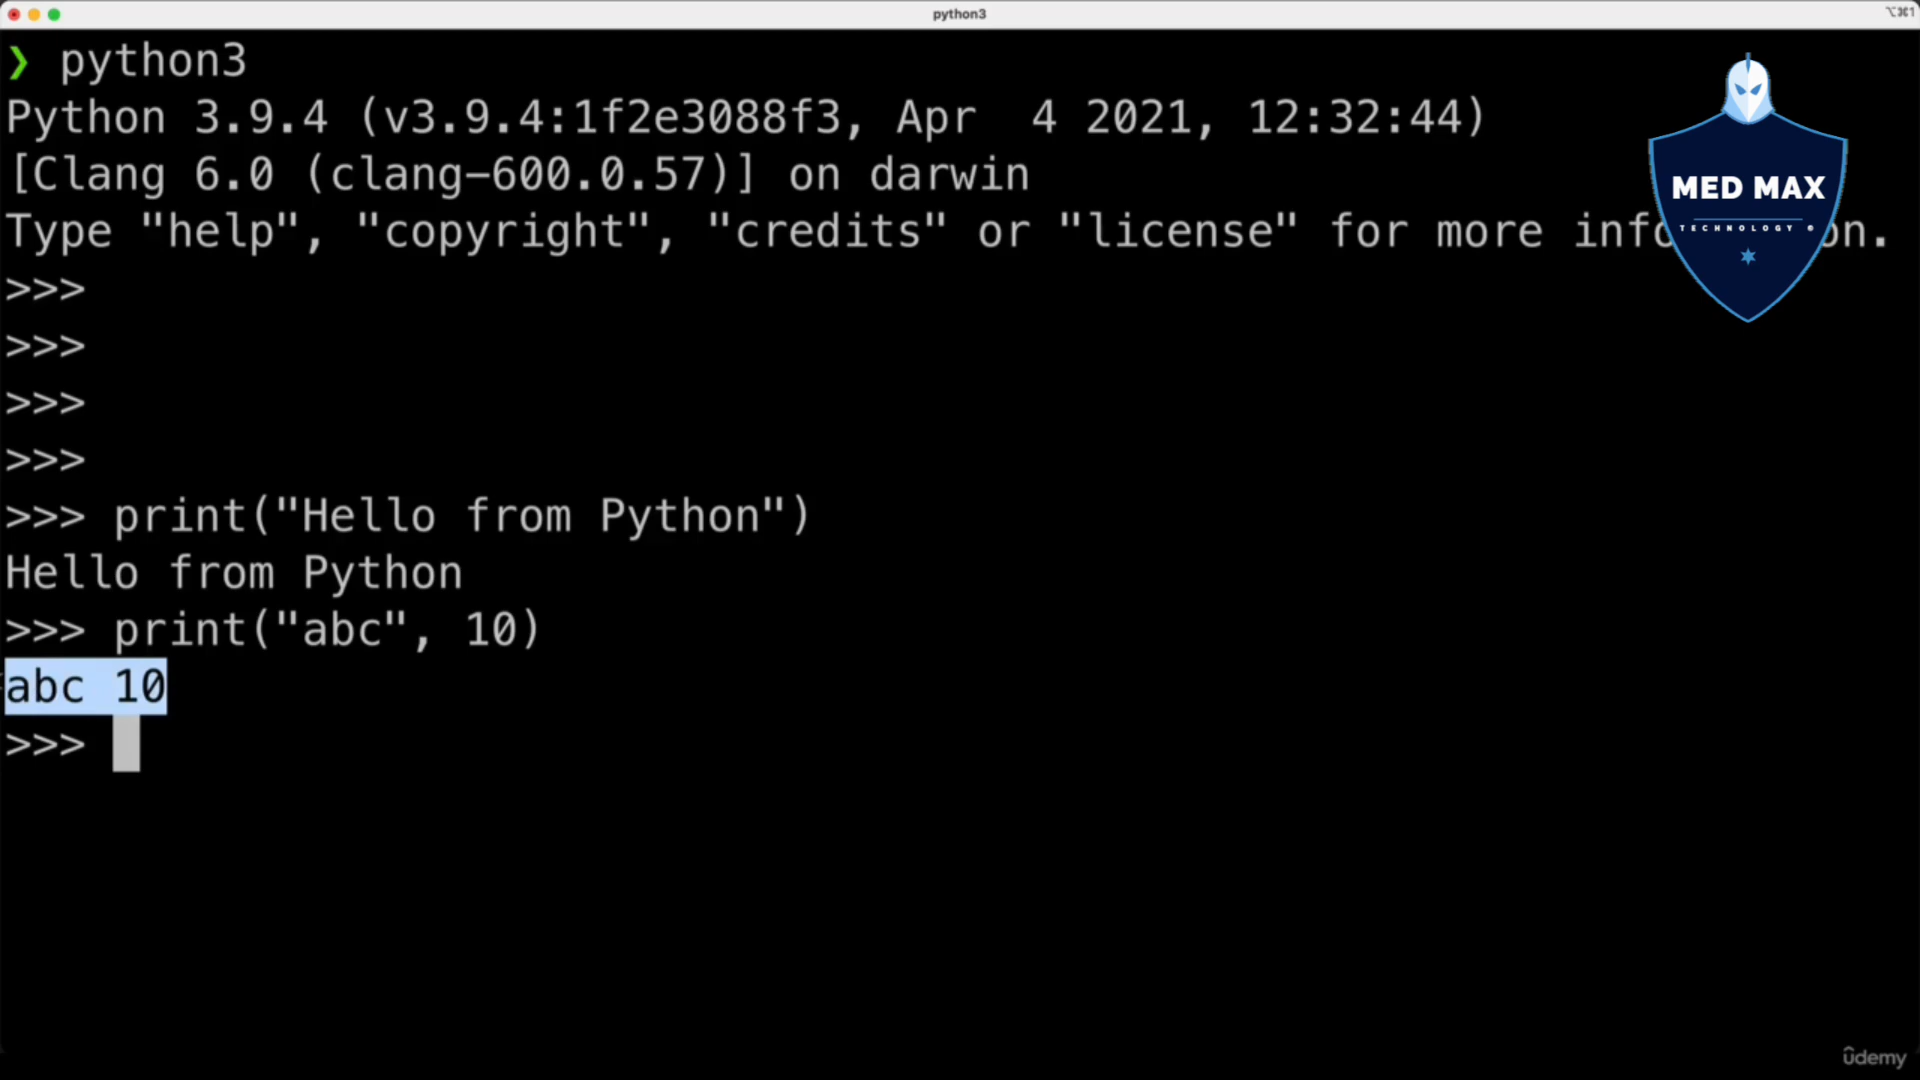 python3
⌥⌘1
❯ python3
Python 3.9.4 (v3.9.4:1f2e3088f3, Apr  4 2021, 12:32:44)
[Clang 6.0 (clang-600.0.57)] on darwin
Type "help", "copyright", "credits" or "license" for more
MED MAX
TECHNOLOGY ®
>>>
>>>
>>>
>>>
>>> print("Hello from Python")
Hello from Python
>>> print("abc", 10)
abc 10
>>>
ûdemy